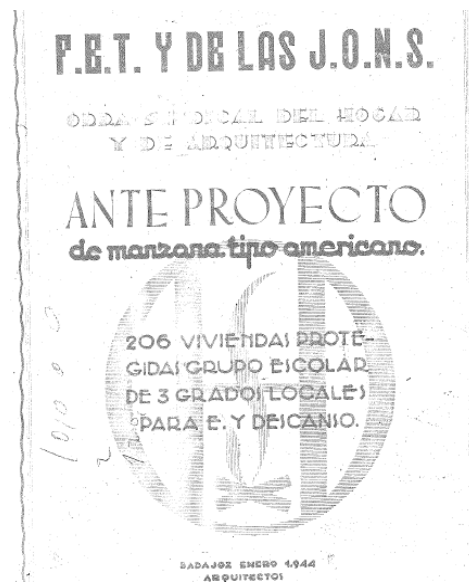 F.E.T. Y DE LAS J.O.N.S.
OBRA SINDICAL DEL HOGAR
Y DE ARQUITECTURA
ANTE PROYECTO
de manzana tipo americano.
206 VIVIENDAS PROTE-
GIDAS GRUPO ESCOLAR
DE 3 GRADOS LOCALES
PARA E. Y DESCANSO.
BADAJOZ ENERO 1.944
ARQUITECTOS